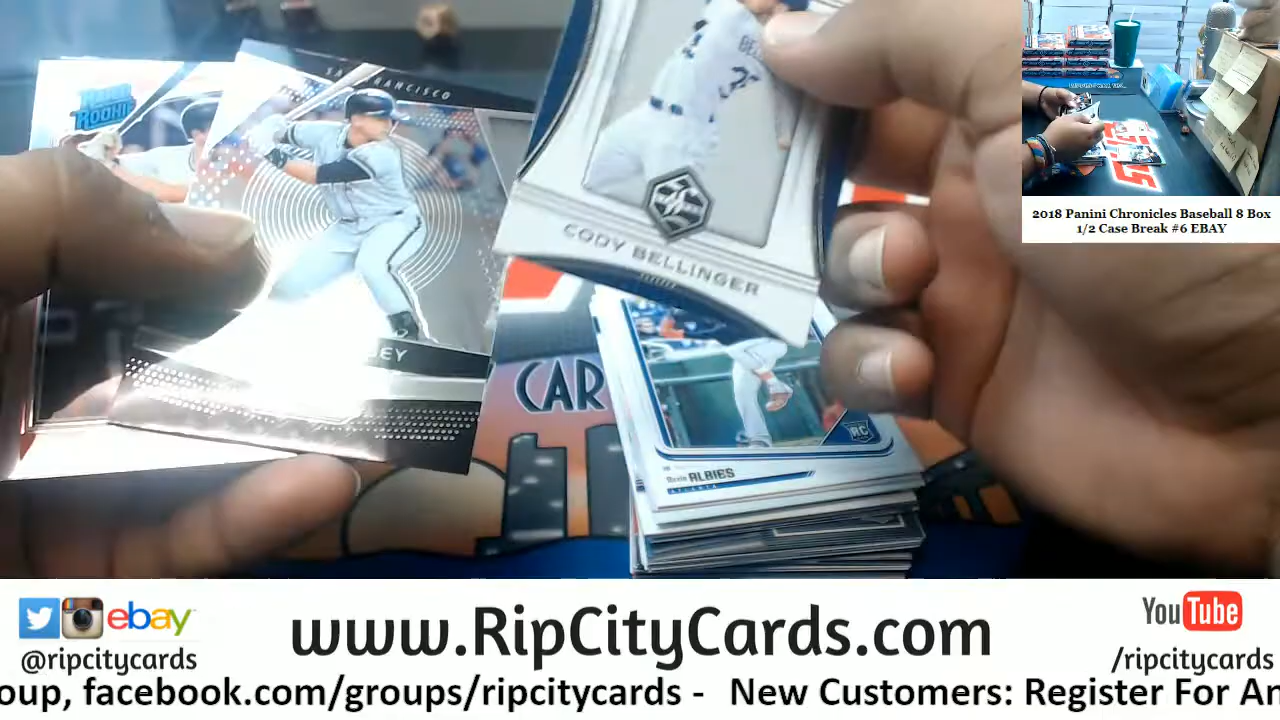 RATED
ROOKIE
SAN FRANCISCO
CODY BELLINGER
CAR
RC
Ozzie ALBIES
ATLANTA
2018 Panini Chronicles Baseball 8 Box
1/2 Case Break #6 EBAY
ebay
@ripcitycards
www.RipCityCards.com
YouTube
/ripcitycards
oup, facebook.com/groups/ripcitycards - New Customers: Register For An